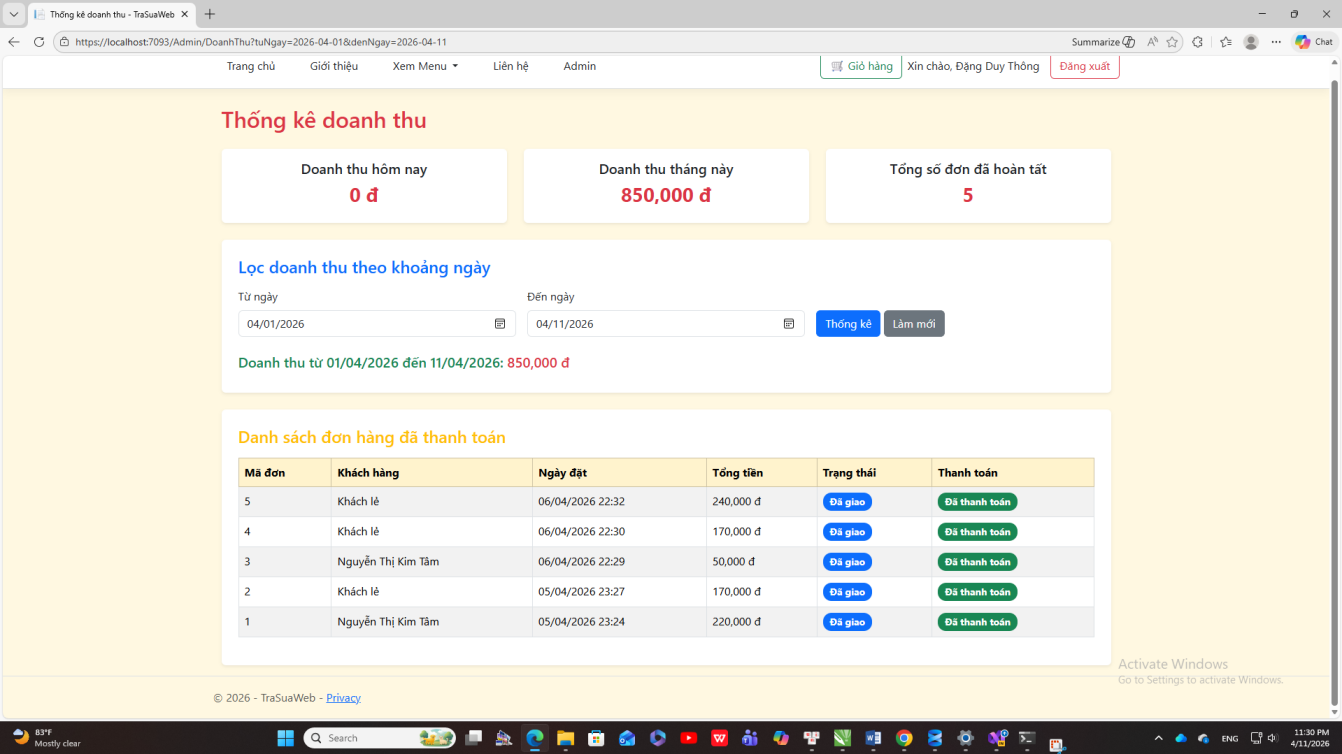 Thống kê doanh thu - TraSuaWeb
https://localhost:7093/Admin/DoanhThu?tuNgay=2026-04-01&denNgay=2026-04-11
Summarize
Chat
Trang chủ Giới thiệu Xem Menu Liên hệ Admin Giỏ hàng Xin chào, Đặng Duy Thông Đăng xuất
Thống kê doanh thu
Doanh thu hôm nay
0 đ
Doanh thu tháng này
850,000 đ
Tổng số đơn đã hoàn tất
5
Lọc doanh thu theo khoảng ngày
Từ ngày
04/01/2026
Đến ngày
04/11/2026
Thống kê Làm mới
Doanh thu từ 01/04/2026 đến 11/04/2026: 850,000 đ
Danh sách đơn hàng đã thanh toán
Mã đơn Khách hàng Ngày đặt Tổng tiền Trạng thái Thanh toán
5 Khách lẻ 06/04/2026 22:32 240,000 đ Đã giao Đã thanh toán
4 Khách lẻ 06/04/2026 22:30 170,000 đ Đã giao Đã thanh toán
3 Nguyễn Thị Kim Tâm 06/04/2026 22:29 50,000 đ Đã giao Đã thanh toán
2 Khách lẻ 05/04/2026 23:27 170,000 đ Đã giao Đã thanh toán
1 Nguyễn Thị Kim Tâm 05/04/2026 23:24 220,000 đ Đã giao Đã thanh toán
Activate Windows
Go to Settings to activate Windows.
© 2026 - TraSuaWeb - Privacy
83°F
Mostly clear
Search
ENG
11:30 PM
4/11/2026